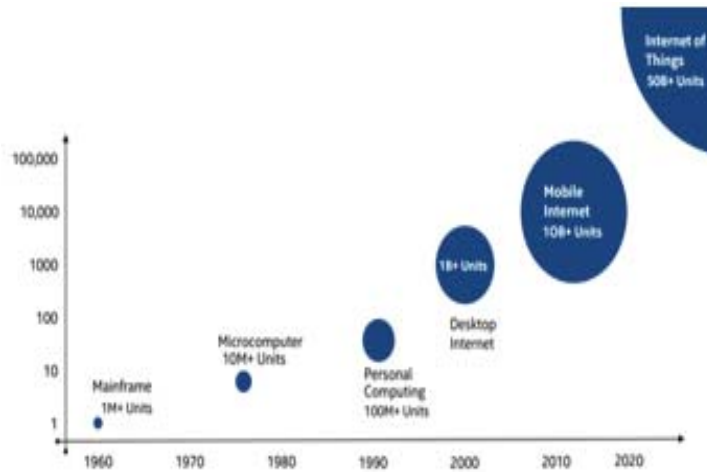 Internet of
Things
50B+ Units
100,000
10,000
1000
100
10
1
Mobile
Internet
10B+ Units
1B+ Units
Desktop
Internet
Microcomputer
10M+ Units
Personal
Computing
100M+ Units
Mainframe
1M+ Units
1960
1970
1980
1990
2000
2010
2020